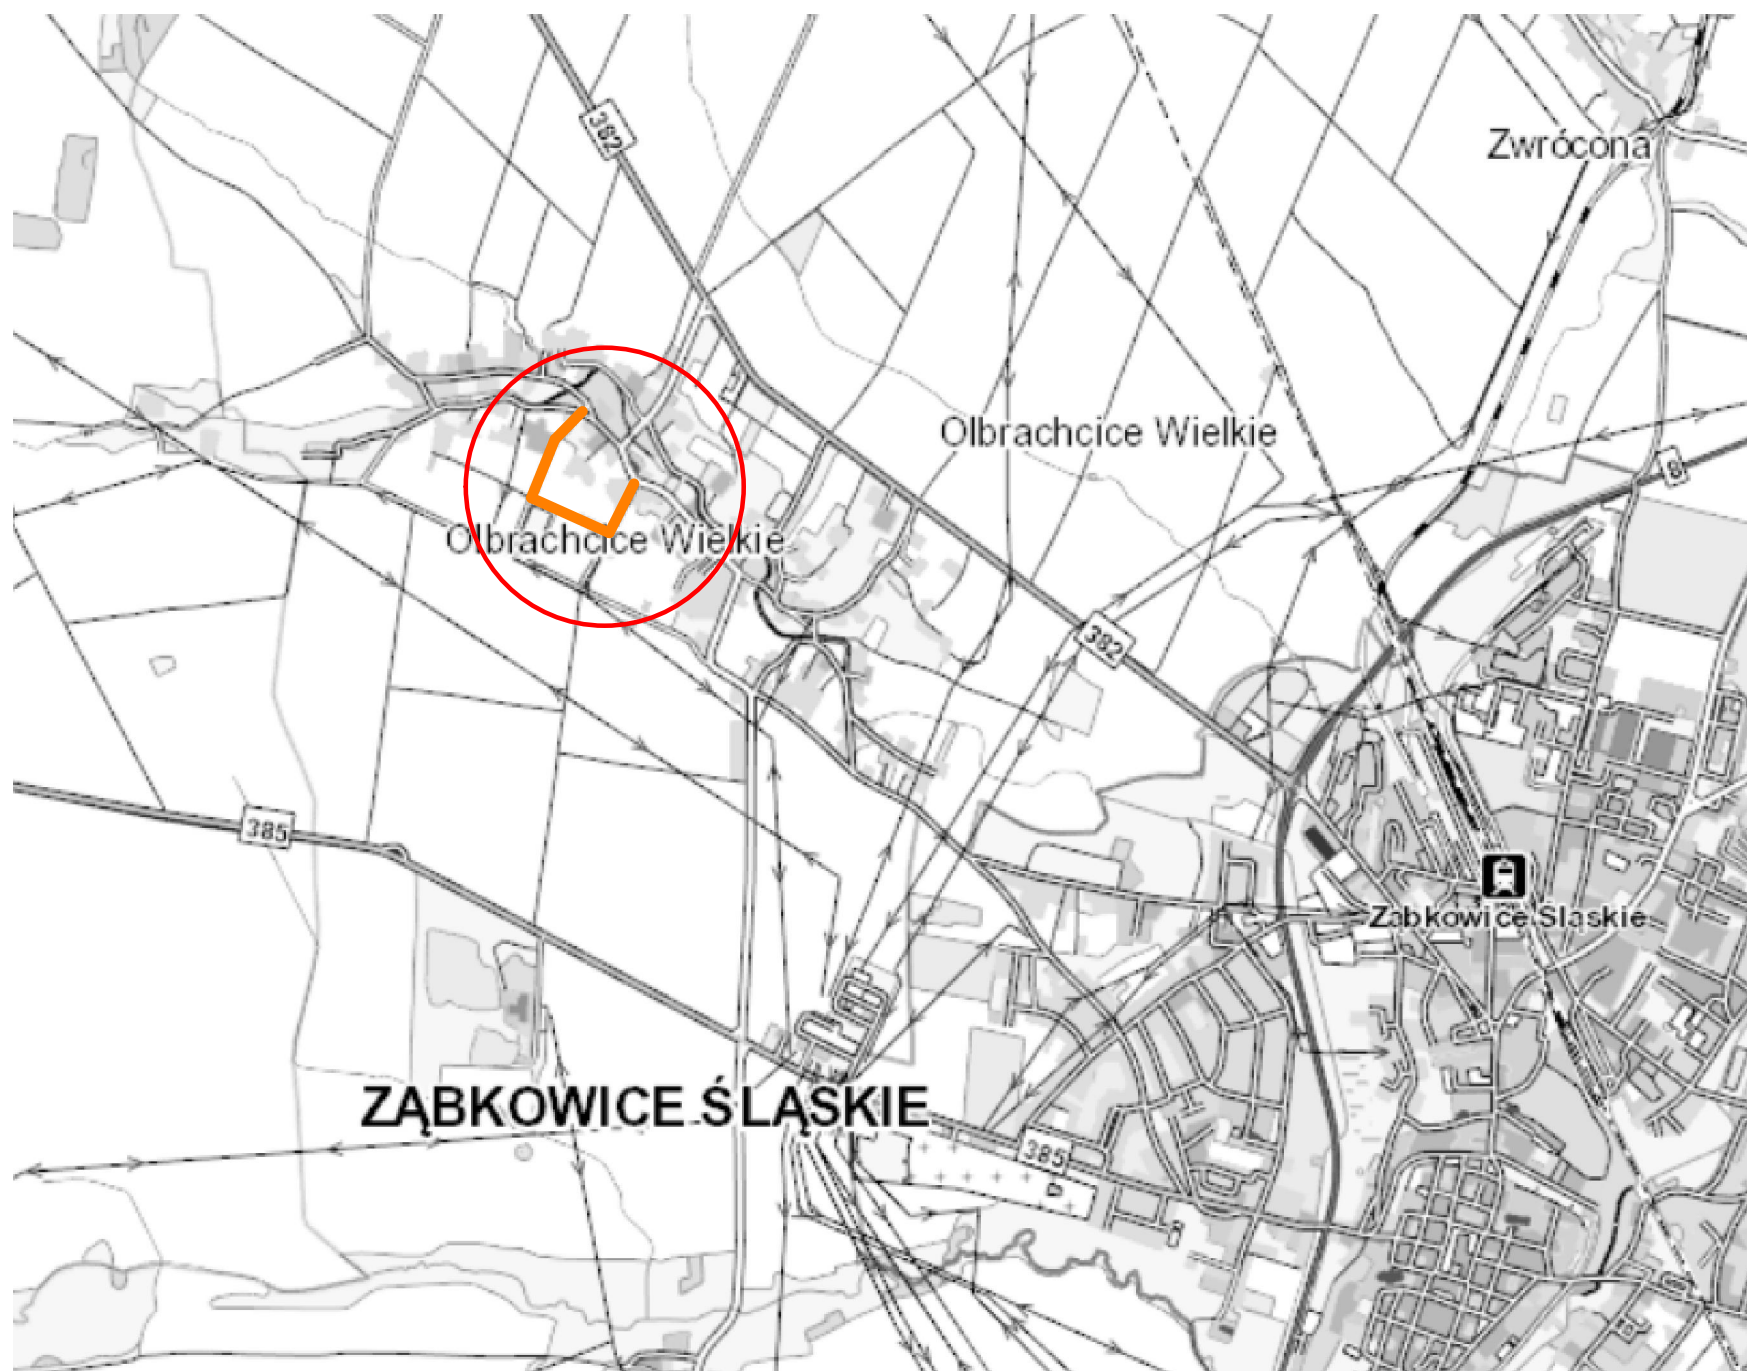 382
Zwrócona
Olbrachcice Wielkie
8
Olbrachcice Wielkie
382
385
Ząbkowice Śląskie
ZĄBKOWICE ŚLĄSKIE
385